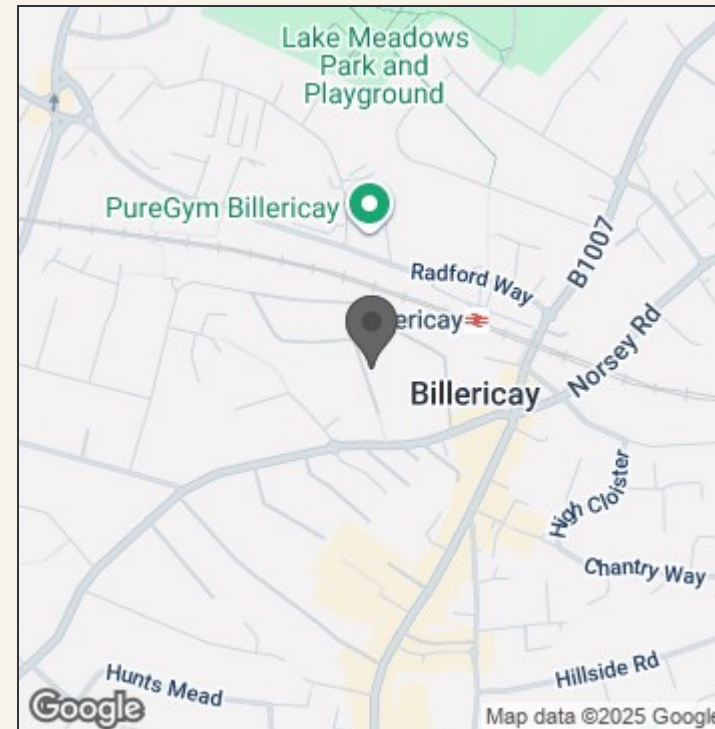 Lake Meadows
Park and
Playground
PureGym Billericay
B1007
Radford Way
ericay
Norsey Rd
Billericay
High Cloister
Chantry Way
Hillside Rd
Hunts Mead
Google
Map data ©2025 Google